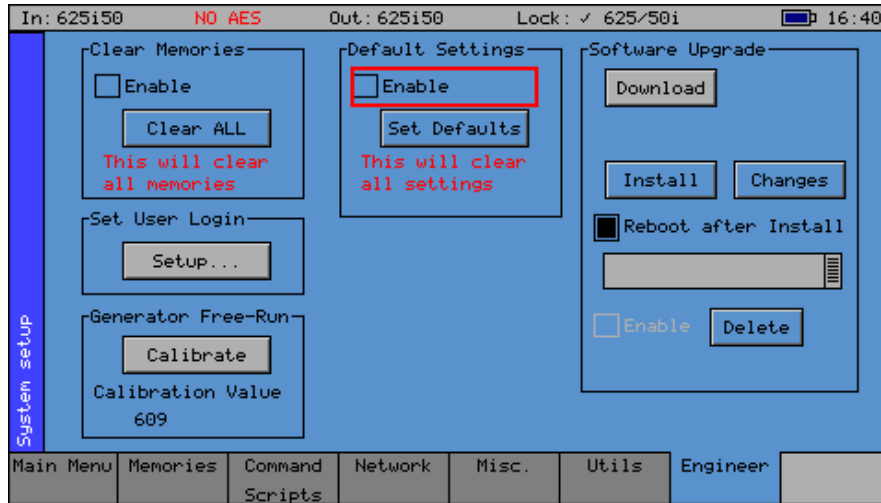 In:625i50 NO AES Out:625i50 Lock: ✓ 625/50i 16:40
Clear Memories
Enable
Clear ALL
This will clear
all memories
Set User Login
Setup...
Generator Free-Run
Calibrate
Calibration Value
609
Default Settings
Enable
Set Defaults
This will clear
all settings
Software Upgrade
Download
Install Changes
Reboot after Install
Enable Delete
System setup
Main Menu Memories Command Network Misc. Utils Engineer
Scripts